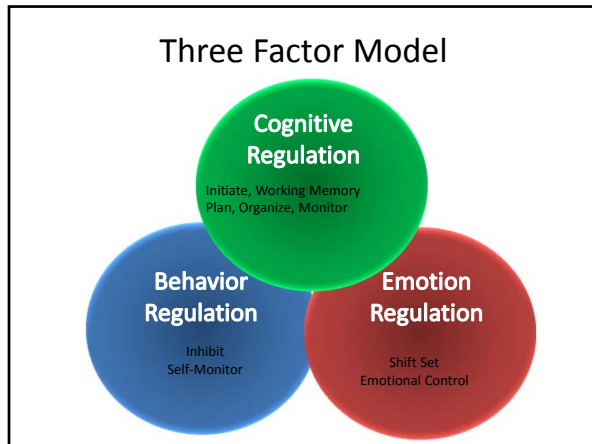 Three Factor Model
Cognitive
Regulation
Initiate, Working Memory
Plan, Organize, Monitor
Behavior
Regulation
Inhibit
Self-Monitor
Emotion
Regulation
Shift Set
Emotional Control